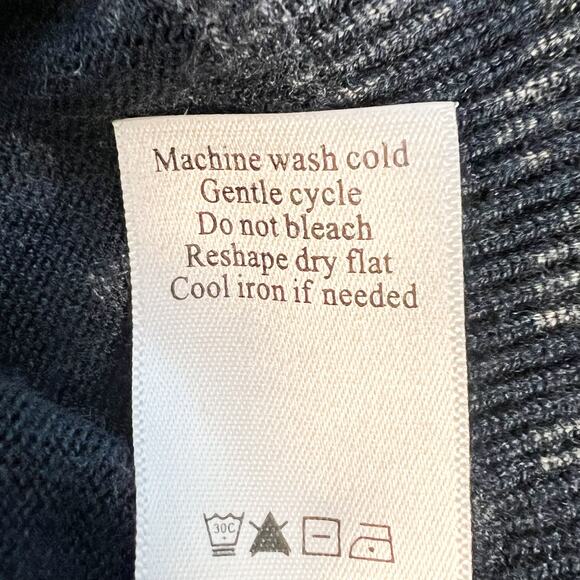 Machine wash cold
Gentle cycle
Do not bleach
Reshape dry flat
Cool iron if needed
30C